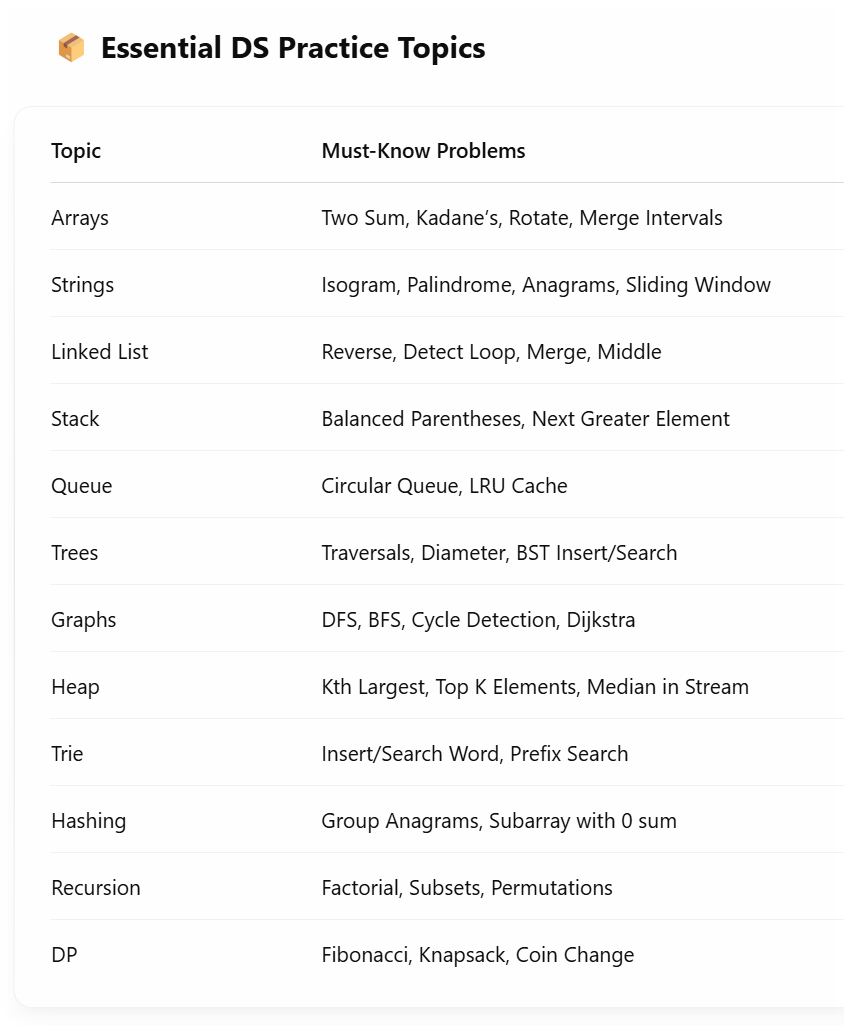 📦 Essential DS Practice Topics
Topic Must-Know Problems
Arrays Two Sum, Kadane’s, Rotate, Merge Intervals
Strings Isogram, Palindrome, Anagrams, Sliding Window
Linked List Reverse, Detect Loop, Merge, Middle
Stack Balanced Parentheses, Next Greater Element
Queue Circular Queue, LRU Cache
Trees Traversals, Diameter, BST Insert/Search
Graphs DFS, BFS, Cycle Detection, Dijkstra
Heap Kth Largest, Top K Elements, Median in Stream
Trie Insert/Search Word, Prefix Search
Hashing Group Anagrams, Subarray with 0 sum
Recursion Factorial, Subsets, Permutations
DP Fibonacci, Knapsack, Coin Change